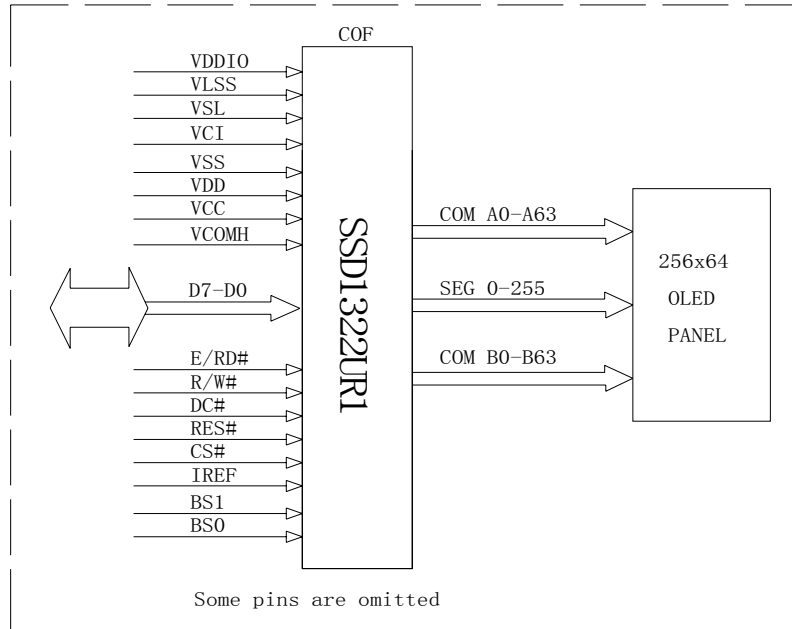 COF
VDDIO
VLSS
VSL
VCI
VSS
VDD
VCC
VCOMH
D7-D0
E/RD#
R/W#
DC#
RES#
CS#
IREF
BS1
BS0
SSD1322UR1
COM A0-A63
SEG 0-255
COM B0-B63
256x64
OLED
PANEL
Some pins are omitted